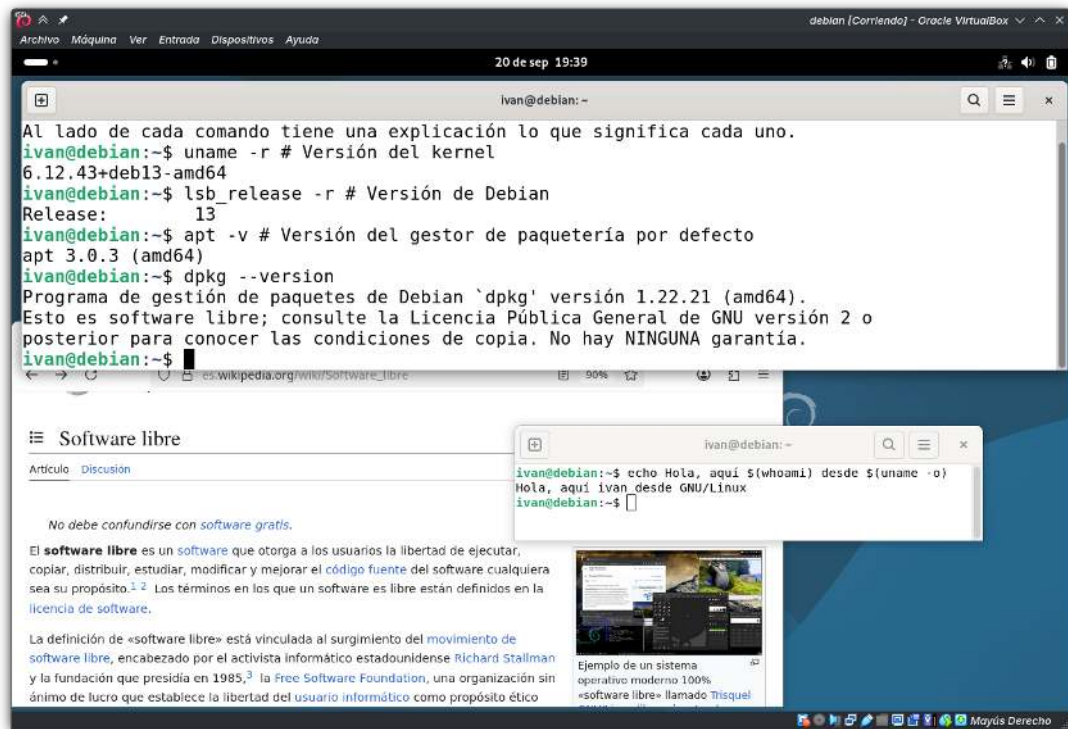 debian [Corriendo] - Oracle VirtualBox
Archivo Máquina Ver Entrada Dispositivos Ayuda
20 de sep 19:39
ivan@debian: ~
Al lado de cada comando tiene una explicación lo que significa cada uno.
ivan@debian:~$ uname -r # Versión del kernel
6.12.43+deb13-amd64
ivan@debian:~$ lsb_release -r # Versión de Debian
Release: 13
ivan@debian:~$ apt -v # Versión del gestor de paquetería por defecto
apt 3.0.3 (amd64)
ivan@debian:~$ dpkg --version
Programa de gestión de paquetes de Debian `dpkg' versión 1.22.21 (amd64).
Esto es software libre; consulte la Licencia Pública General de GNU versión 2 o
posterior para conocer las condiciones de copia. No hay NINGUNA garantía.
ivan@debian:~$
es.wikipedia.org/wiki/Software_libre 90%
Software libre
Artículo Discusión
No debe confundirse con software gratis.
El software libre es un software que otorga a los usuarios la libertad de ejecutar,
copiar, distribuir, estudiar, modificar y mejorar el código fuente del software cualquiera
sea su propósito.1 2 Los términos en los que un software es libre están definidos en la
licencia de software.
La definición de «software libre» está vinculada al surgimiento del movimiento de
software libre, encabezado por el activista informático estadounidense Richard Stallman
y la fundación que presidía en 1985,3 la Free Software Foundation, una organización sin
ánimo de lucro que establece la libertad del usuario informático como propósito ético
ivan@debian: ~
ivan@debian:~$ echo Hola, aquí $(whoami) desde $(uname -o)
Hola, aquí ivan desde GNU/Linux
ivan@debian:~$
Ejemplo de un sistema
operativo moderno 100%
«software libre» llamado Trisquel
Mayús Derecho